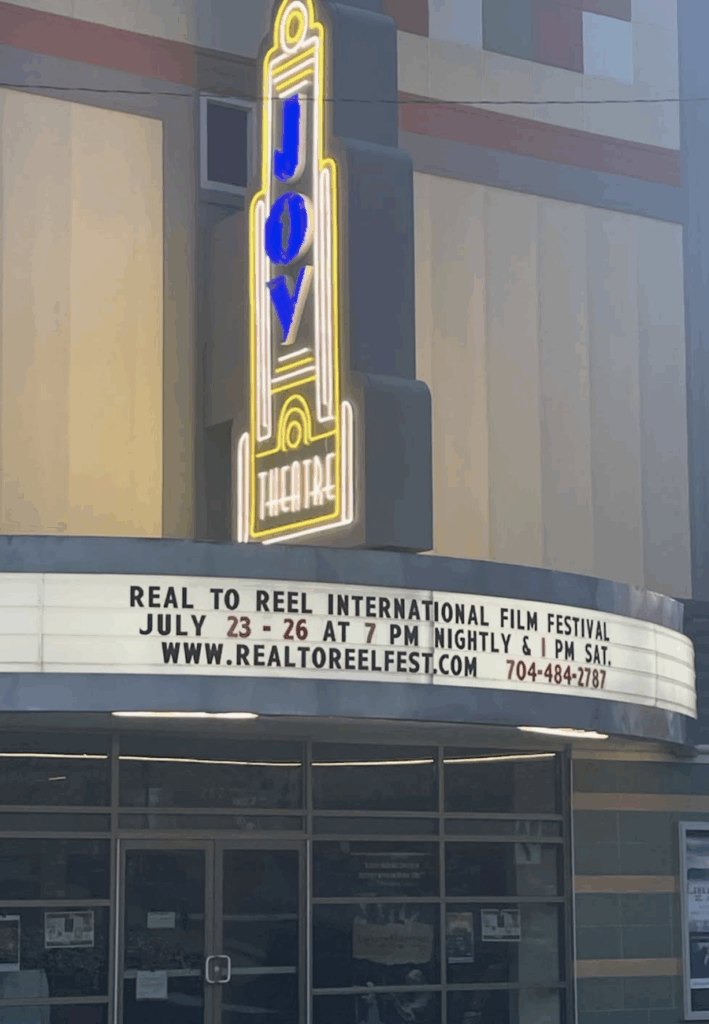 JOY
THEATRE
REAL TO REEL INTERNATIONAL FILM FESTIVAL
JULY 23 - 26 AT 7 PM NIGHTLY & 1 PM SAT.
WWW.REALTOREELFEST.COM 704-484-2787